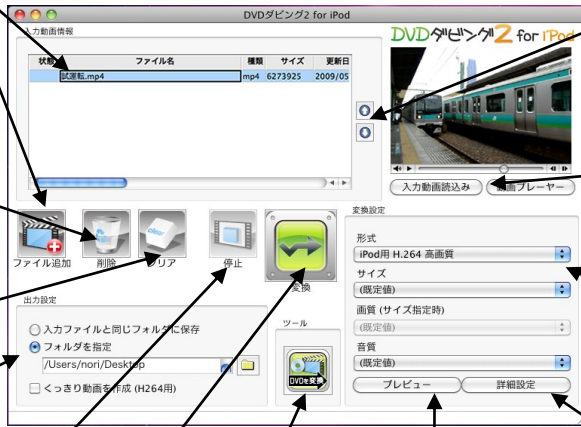 DVDダビング2 for iPod
入力動画情報
DVDダビング2 for iPod
状態 ファイル名 種類 サイズ 更新日
試運転.mp4 mp4 6273925 2009/05
入力動画読込み
動画プレーヤー
ファイル追加
削除
クリア
停止
変換
変換設定
形式
iPod用 H.264 高画質
サイズ
(既定値)
画質 (サイズ指定時)
(既定値)
音質
(既定値)
プレビュー
詳細設定
出力設定
入力ファイルと同じフォルダに保存
フォルダを指定
/Users/nori/Desktop
くっきり動画を作成 (H264用)
ツール
DVDを変換